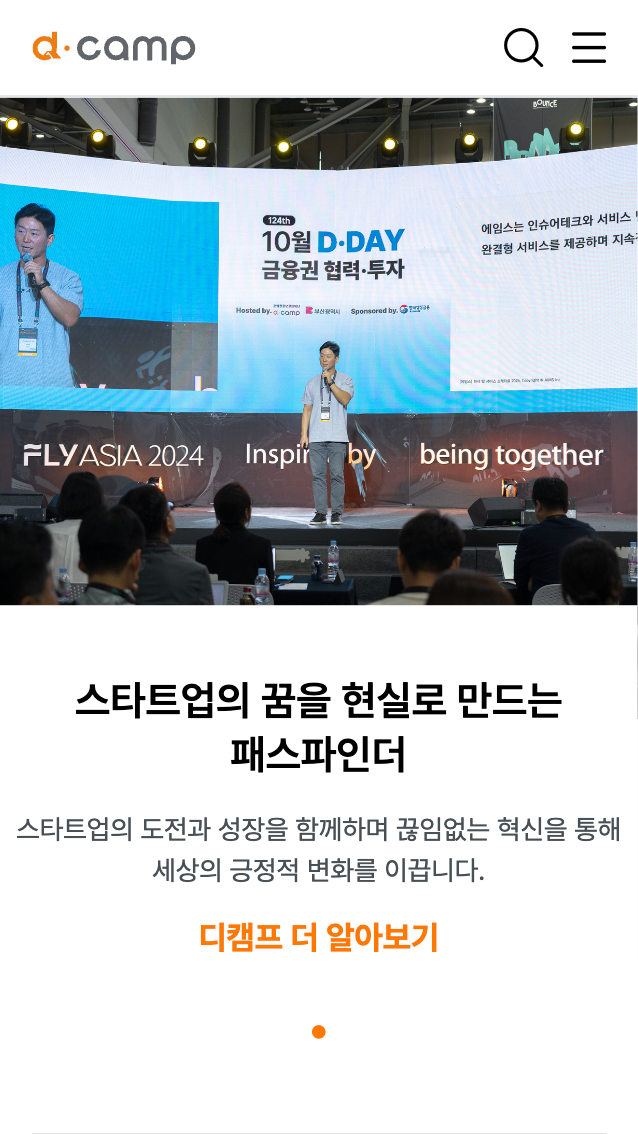 d·camp
BOUNCE
124th
10월 D·DAY
금융권 협력·투자
에임스는 인슈어테크와 서비스
완결형 서비스를 제공하며 지속
Hosted by. d·camp 부산광역시 Sponsored by.
FLY ASIA 2024 Inspired by being together
스타트업의 꿈을 현실로 만드는
패스파인더
스타트업의 도전과 성장을 함께하며 끊임없는 혁신을 통해
세상의 긍정적 변화를 이끕니다.
디캠프 더 알아보기